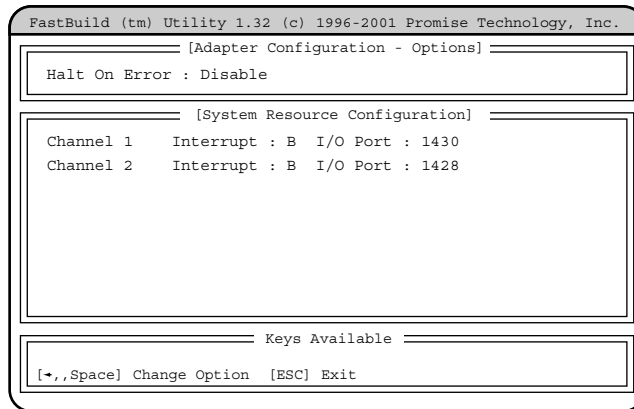 FastBuild (tm) Utility 1.32 (c) 1996-2001 Promise Technology, Inc.
[Adapter Configuration - Options]
Halt On Error : Disable
[System Resource Configuration]
Channel 1 Interrupt : B I/O Port : 1430
Channel 2 Interrupt : B I/O Port : 1428
Keys Available
[←,,Space] Change Option [ESC] Exit